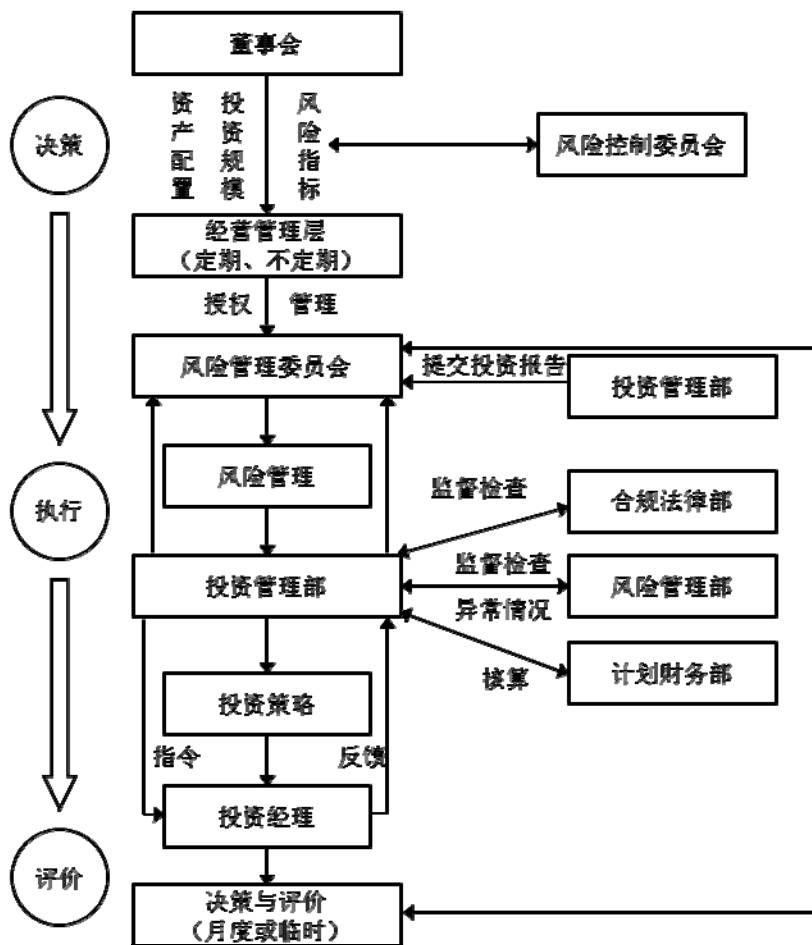 董事会
资产配置
投资规模
风险指标
决策
风险控制委员会
经营管理层
（定期、不定期）
授权
管理
风险管理委员会
提交投资报告
投资管理部
风险管理
监督检查
合规法律部
执行
投资管理部
监督检查
异常情况
风险管理部
核算
计划财务部
投资策略
指令
反馈
投资经理
评价
决策与评价
（月度或临时）